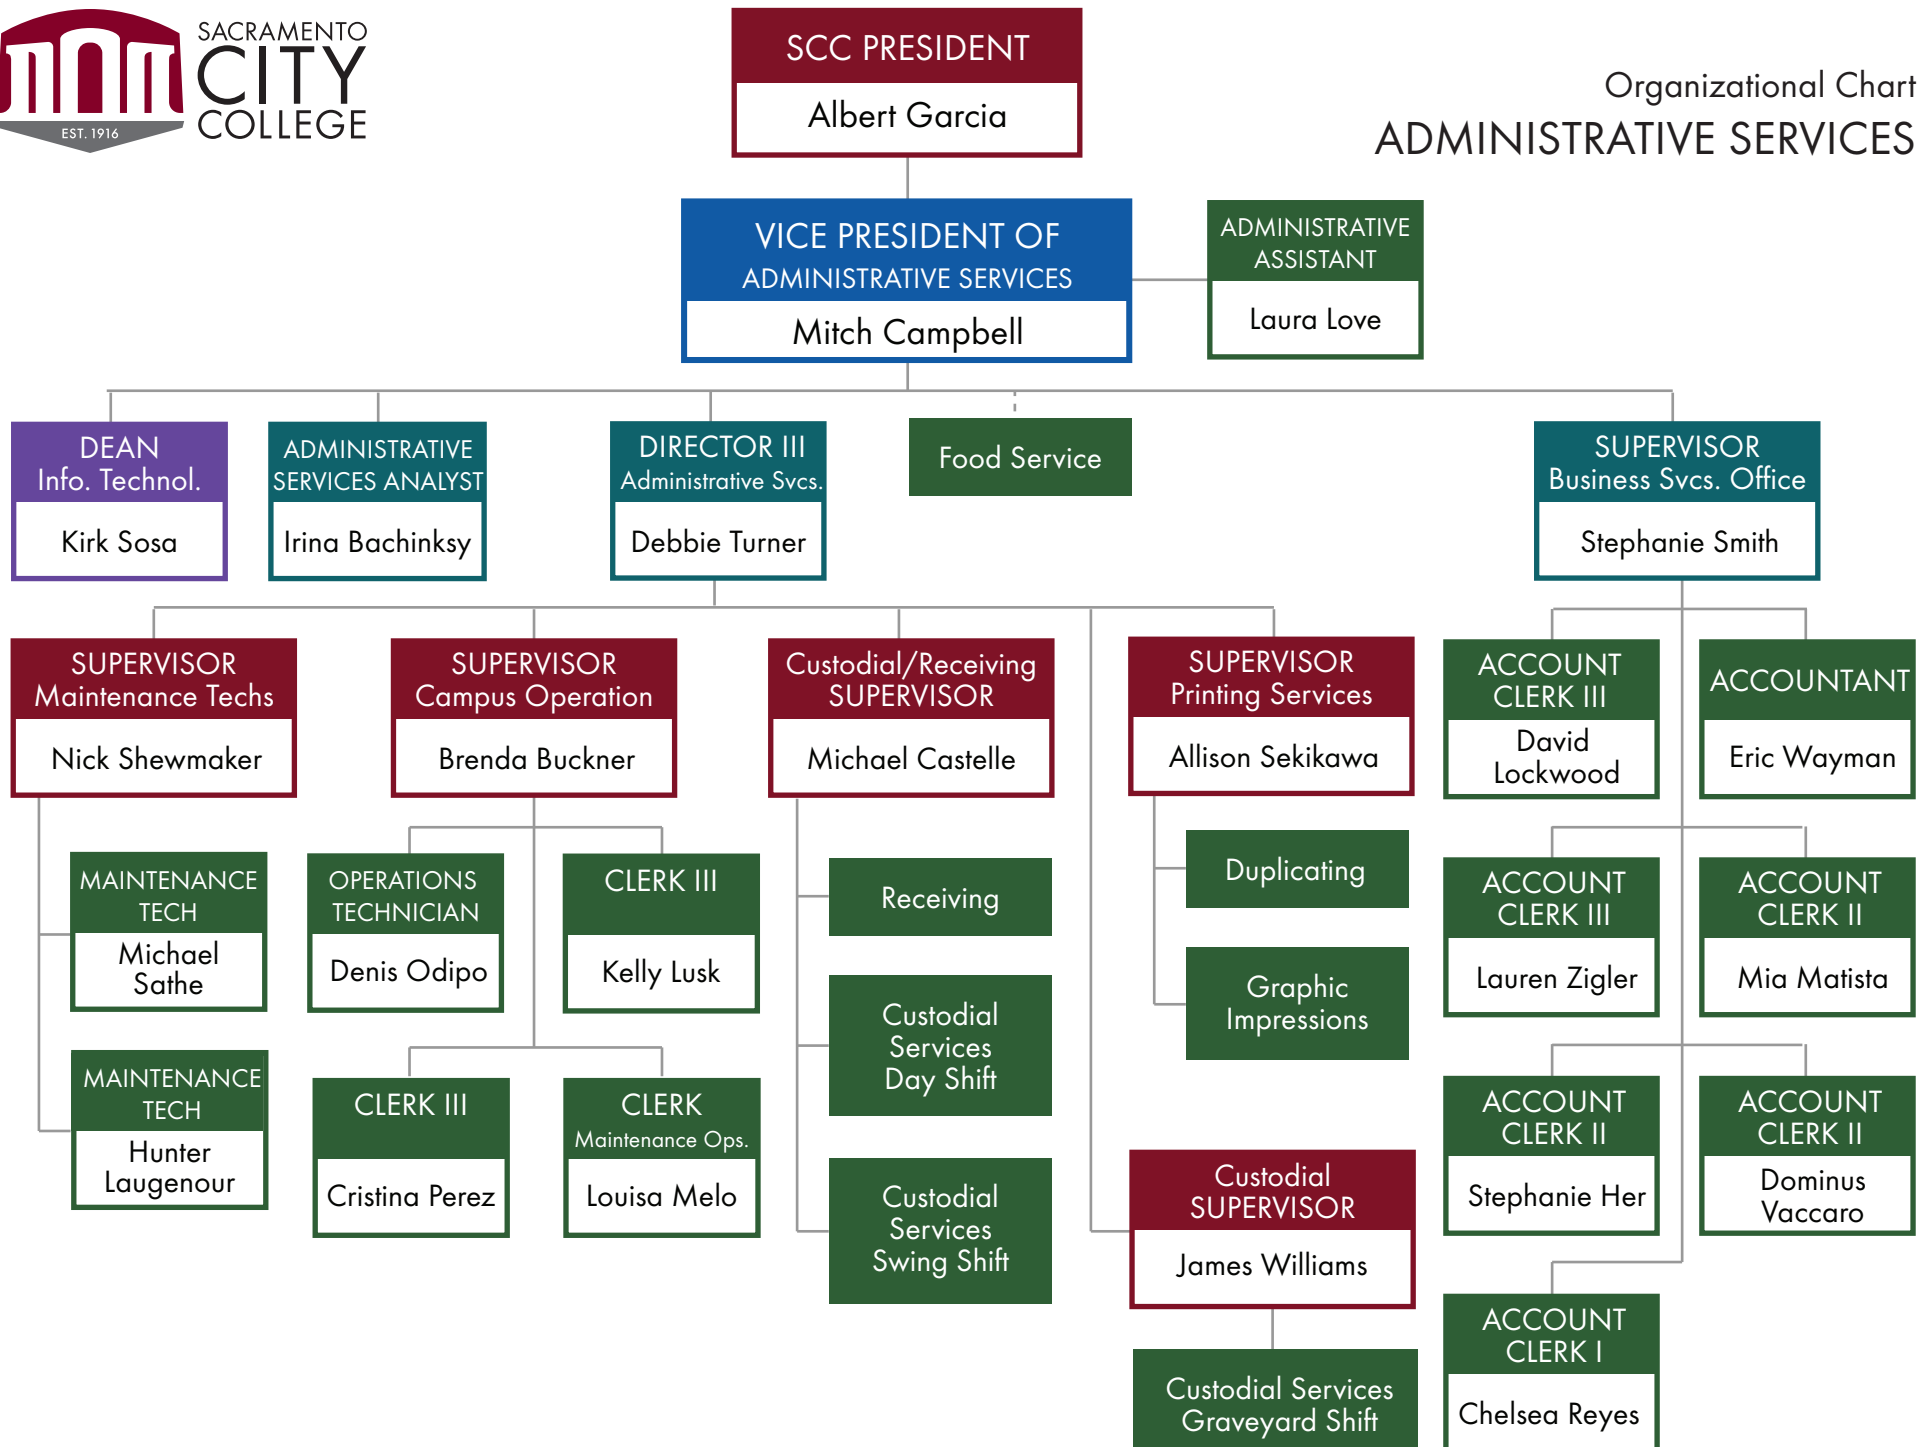 SACRAMENTO
CITY
COLLEGE
EST. 1916
Organizational Chart
ADMINISTRATIVE SERVICES
SCC PRESIDENT
Albert Garcia
VICE PRESIDENT OF
ADMINISTRATIVE SERVICES
Mitch Campbell
ADMINISTRATIVE
ASSISTANT
Laura Love
DEAN
Info. Technol.
Kirk Sosa
ADMINISTRATIVE
SERVICES ANALYST
Irina Bachinksy
DIRECTOR III
Administrative Svcs.
Debbie Turner
Food Service
SUPERVISOR
Business Svcs. Office
Stephanie Smith
SUPERVISOR
Maintenance Techs
Nick Shewmaker
SUPERVISOR
Campus Operation
Brenda Buckner
Custodial/Receiving
SUPERVISOR
Michael Castelle
SUPERVISOR
Printing Services
Allison Sekikawa
ACCOUNT
CLERK III
David
Lockwood
ACCOUNTANT
Eric Wayman
MAINTENANCE
TECH
Michael
Sathe
OPERATIONS
TECHNICIAN
Denis Odipo
CLERK III
Kelly Lusk
Receiving
Duplicating
ACCOUNT
CLERK III
Lauren Zigler
ACCOUNT
CLERK II
Mia Matista
Custodial
Services
Day Shift
Graphic
Impressions
MAINTENANCE
TECH
Hunter
Laugenour
CLERK III
Cristina Perez
CLERK
Maintenance Ops.
Louisa Melo
Custodial
Services
Swing Shift
Custodial
SUPERVISOR
James Williams
ACCOUNT
CLERK II
Stephanie Her
ACCOUNT
CLERK II
Dominus
Vaccaro
Custodial Services
Graveyard Shift
ACCOUNT
CLERK I
Chelsea Reyes